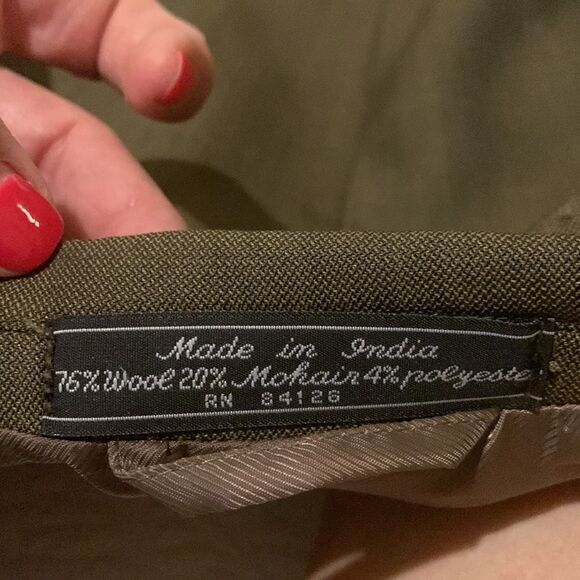 Made in India
76% Wool 20% Mohair 4% polyeste
RN 84126